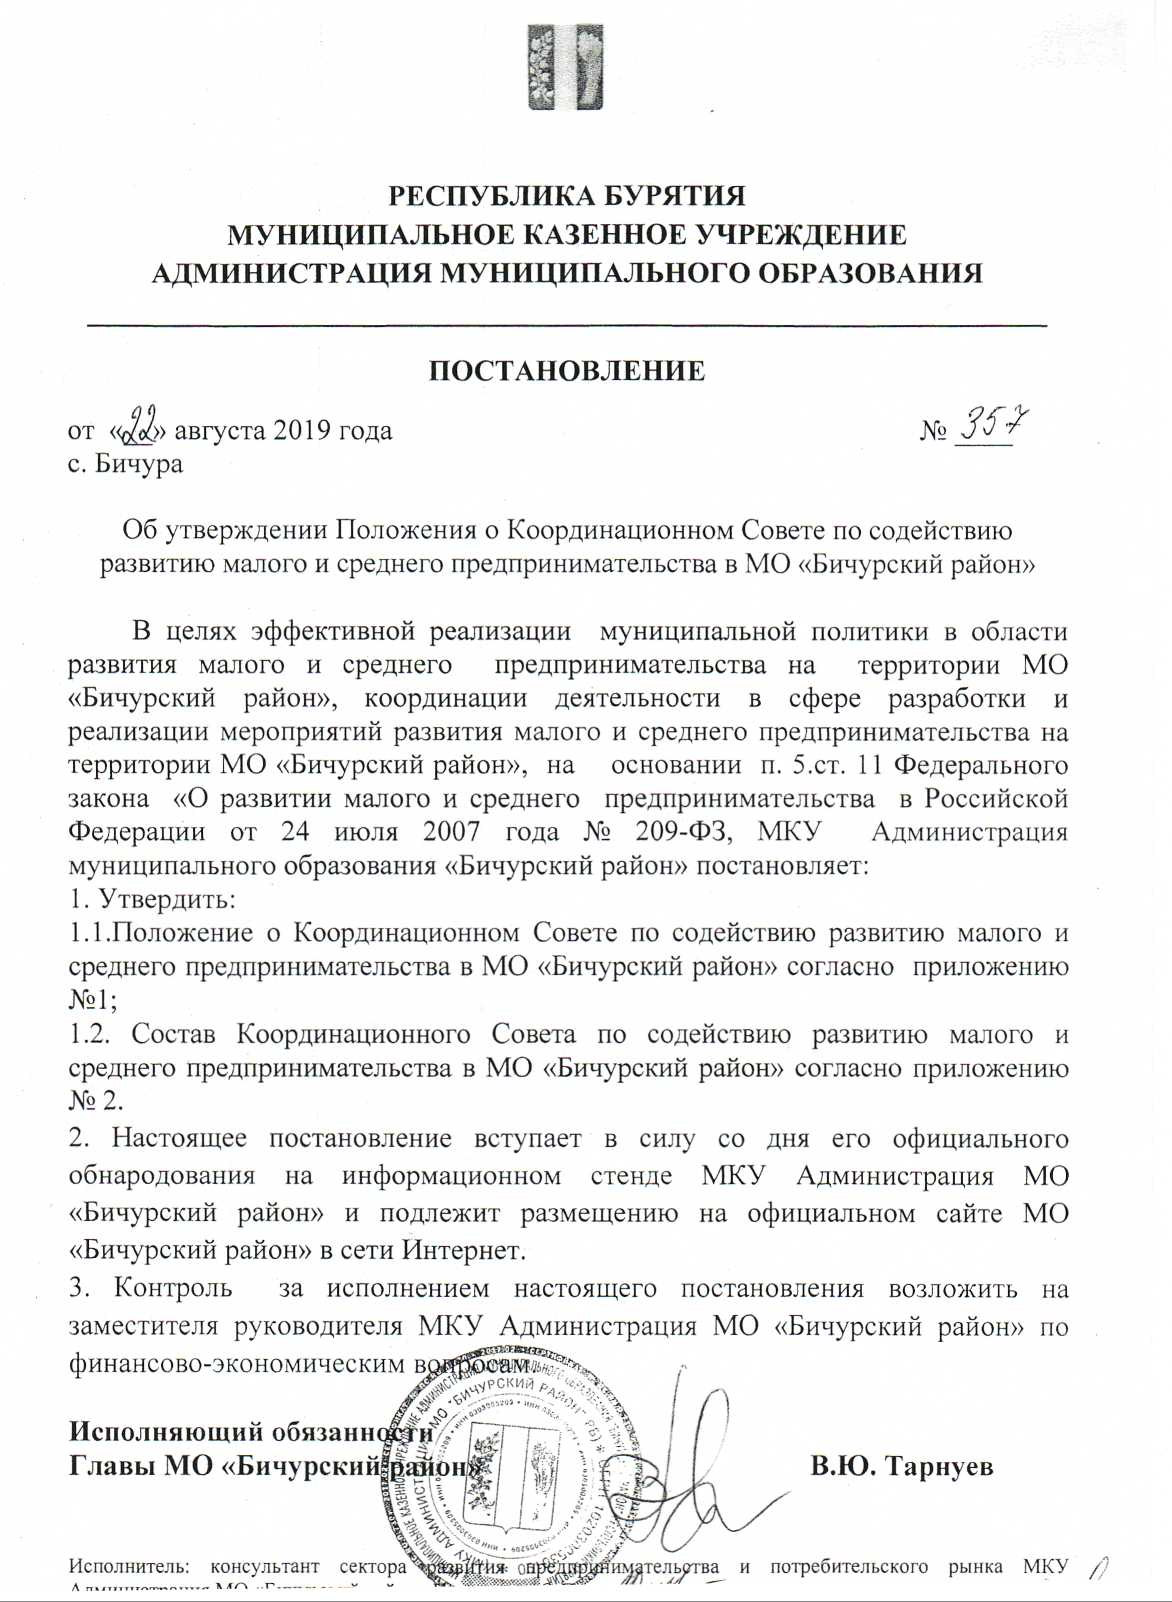 РЕСПУБЛИКА БУРЯТИЯ
МУНИЦИПАЛЬНОЕ КАЗЕННОЕ УЧРЕЖДЕНИЕ
АДМИНИСТРАЦИЯ МУНИЦИПАЛЬНОГО ОБРАЗОВАНИЯ
ПОСТАНОВЛЕНИЕ
от «22» августа 2019 года № 357
с. Бичура
Об утверждении Положения о Координационном Совете по содействию
развитию малого и среднего предпринимательства в МО «Бичурский район»
В целях эффективной реализации муниципальной политики в области
развития малого и среднего предпринимательства на территории МО
«Бичурский район», координации деятельности в сфере разработки и
реализации мероприятий развития малого и среднего предпринимательства на
территории МО «Бичурский район», на основании п. 5.ст. 11 Федерального
закона «О развитии малого и среднего предпринимательства в Российской
Федерации от 24 июля 2007 года № 209-ФЗ, МКУ Администрация
муниципального образования «Бичурский район» постановляет:
1. Утвердить:
1.1.Положение о Координационном Совете по содействию развитию малого и
среднего предпринимательства в МО «Бичурский район» согласно приложению
№1;
1.2. Состав Координационного Совета по содействию развитию малого и
среднего предпринимательства в МО «Бичурский район» согласно приложению
№ 2.
2. Настоящее постановление вступает в силу со дня его официального
обнародования на информационном стенде МКУ Администрация МО
«Бичурский район» и подлежит размещению на официальном сайте МО
«Бичурский район» в сети Интернет.
3. Контроль за исполнением настоящего постановления возложить на
заместителя руководителя МКУ Администрация МО «Бичурский район» по
финансово-экономическим вопросам.
Исполняющий обязанности
Главы МО «Бичурский район» В.Ю. Тарнуев
Исполнитель: консультант сектора развития предпринимательства и потребительского рынка МКУ